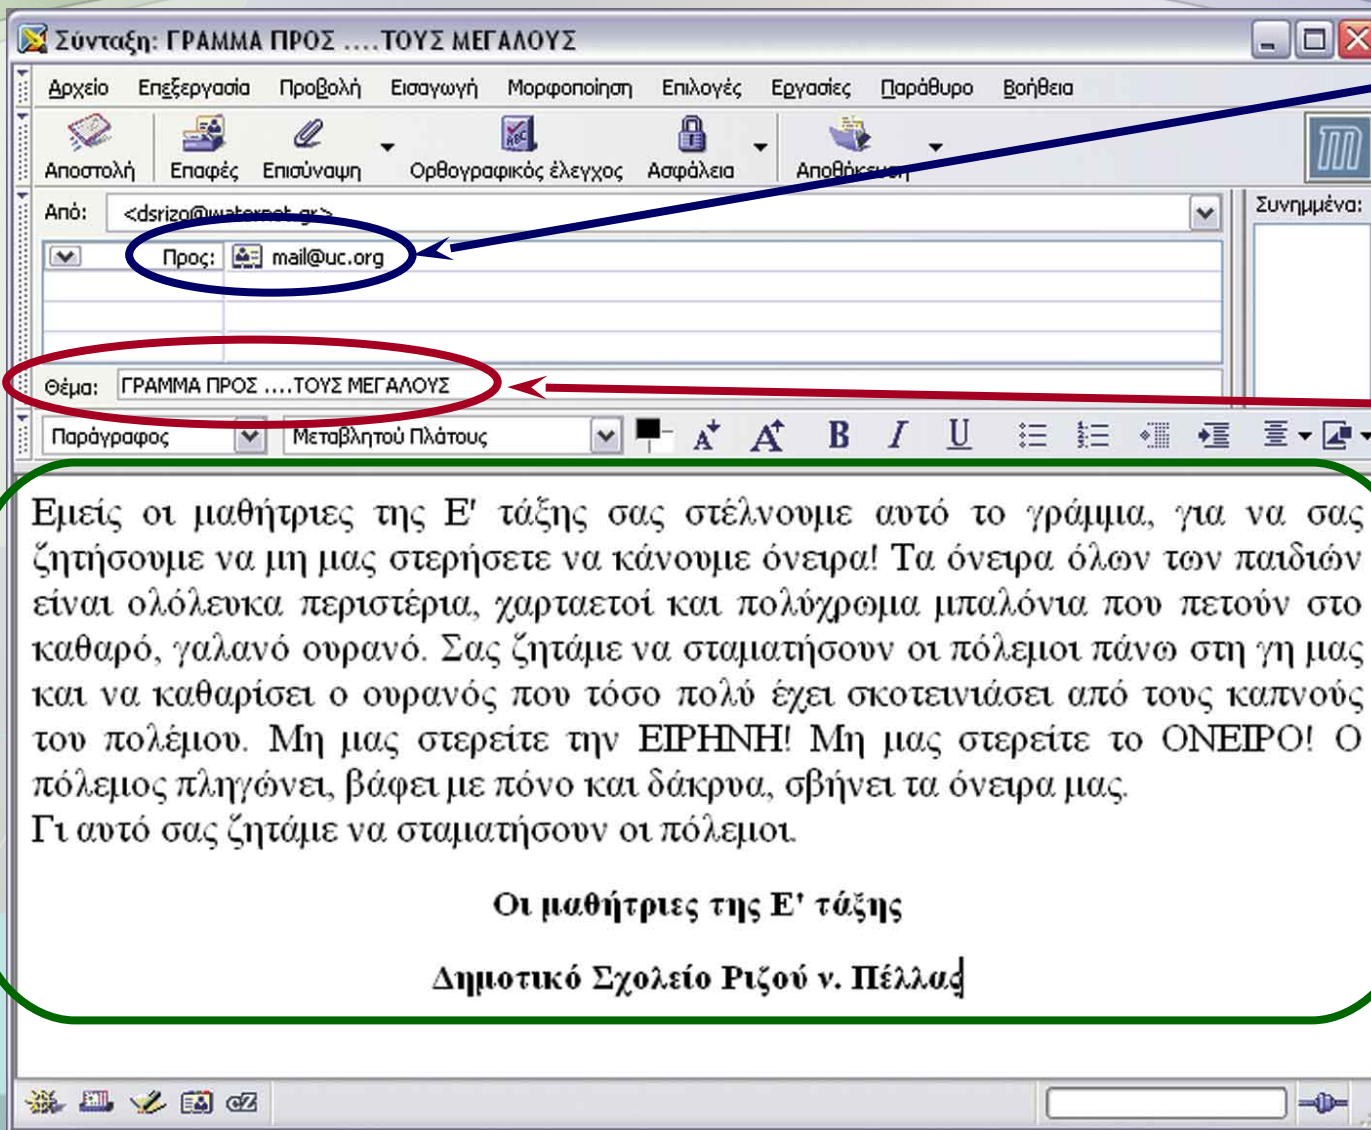 Σύνταξη: ΓΡΑΜΜΑ ΠΡΟΣ ....ΤΟΥΣ ΜΕΓΑΛΟΥΣ
Αρχείο Επεξεργασία Προβολή Εισαγωγή Μορφοποίηση Επιλογές Εργασίες Παράθυρο Βοήθεια
Αποστολή Επαφές Επισύναψη Ορθογραφικός έλεγχος Ασφάλεια Αποθήκευση
Από: <dsrizo@waternet.gr>
Συνημμένα:
Προς: mail@uc.org
Θέμα: ΓΡΑΜΜΑ ΠΡΟΣ ....ΤΟΥΣ ΜΕΓΑΛΟΥΣ
Παράγραφος Μεταβλητού Πλάτους A A B I U
Εμείς οι μαθήτριες της Ε' τάξης σας στέλνουμε αυτό το γράμμα, για να σας
ζητήσουμε να μη μας στερήσετε να κάνουμε όνειρα! Τα όνειρα όλων των παιδιών
είναι ολόλευκα περιστέρια, χαρταετοί και πολύχρωμα μπαλόνια που πετούν στο
καθαρό, γαλανό ουρανό. Σας ζητάμε να σταματήσουν οι πόλεμοι πάνω στη γη μας
και να καθαρίσει ο ουρανός που τόσο πολύ έχει σκοτεινιάσει από τους καπνούς
του πολέμου. Μη μας στερείτε την ΕΙΡΗΝΗ! Μη μας στερείτε το ΟΝΕΙΡΟ! Ο
πόλεμος πληγώνει, βάφει με πόνο και δάκρυα, σβήνει τα όνειρα μας.
Γι αυτό σας ζητάμε να σταματήσουν οι πόλεμοι.
Οι μαθήτριες της Ε' τάξης
Δημοτικό Σχολείο Ριζού ν. Πέλλας